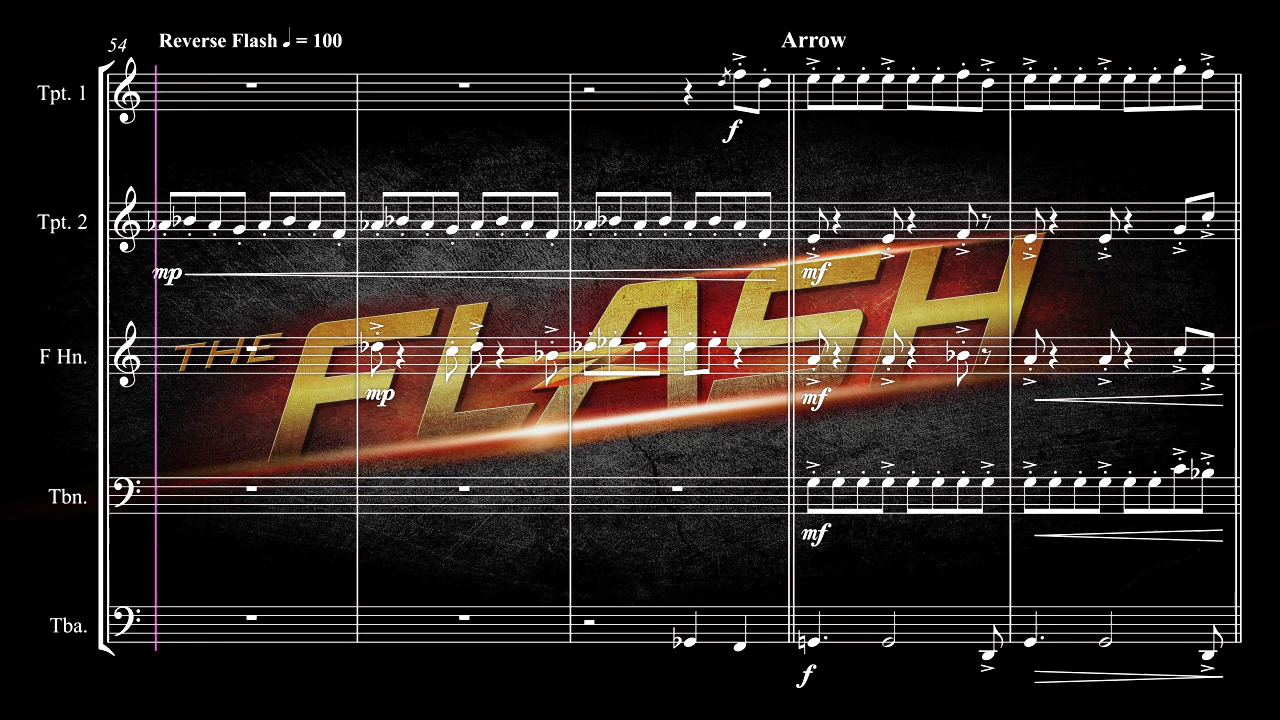 54 Reverse Flash ♩ = 100 Arrow
Tpt. 1
f
Tpt. 2
mp mf
THE FLASH
F Hn.
mp mf
Tbn.
mf
Tba.
f